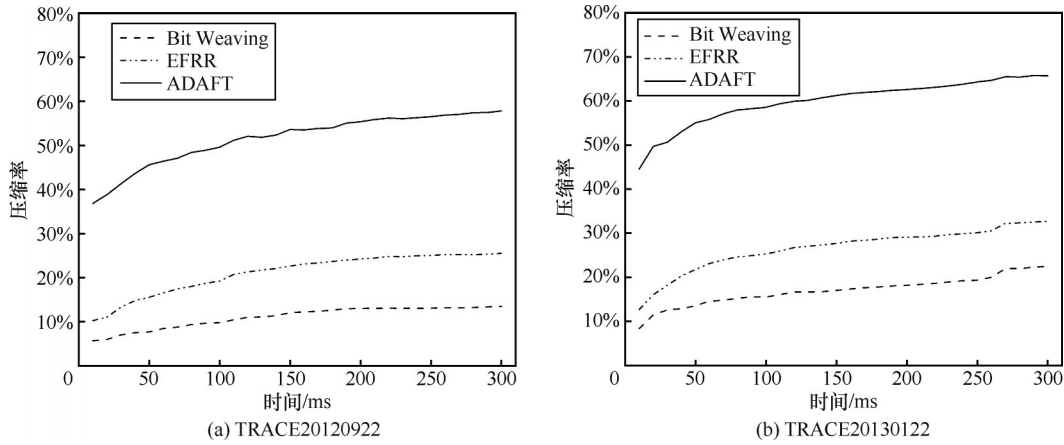 80%
70%
60%
50%
40%
30%
20%
10%
0
50
100
150
200
250
300
压缩率
时间/ms
Bit Weaving
EFRR
ADAFT
(a) TRACE20120922
80%
70%
60%
50%
40%
30%
20%
10%
0
50
100
150
200
250
300
压缩率
时间/ms
Bit Weaving
EFRR
ADAFT
(b) TRACE20130122